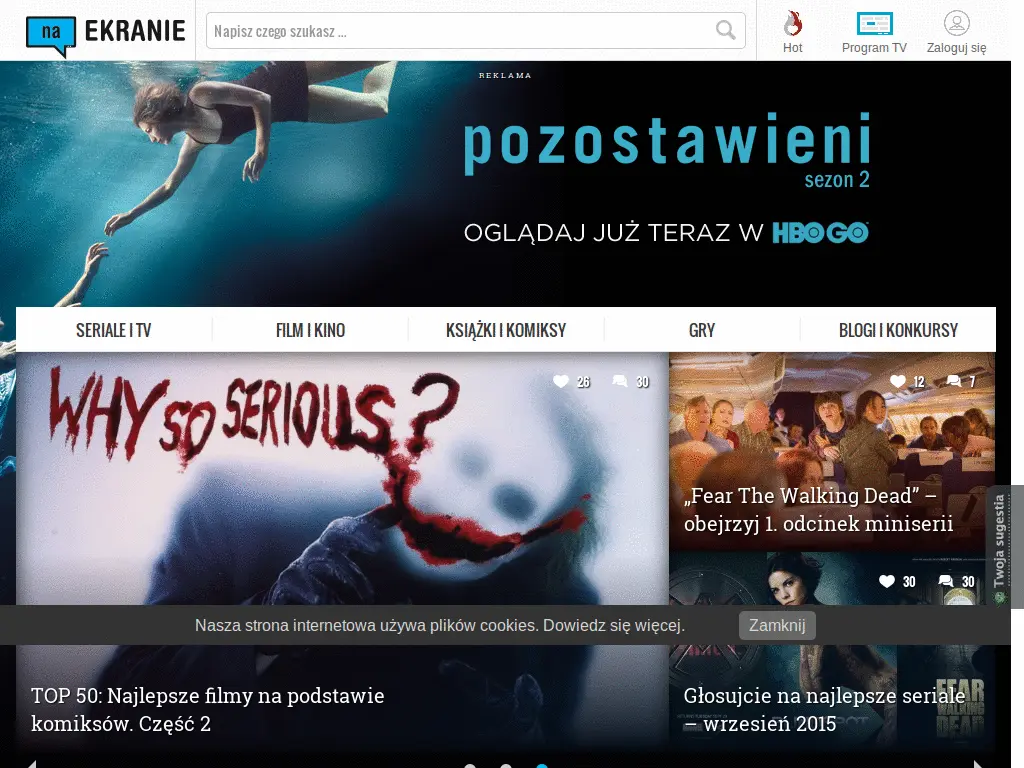 na EKRANIE
Napisz czego szukasz ...
Hot
Program TV
Zaloguj się
REKLAMA
pozostawieni
sezon 2
OGLĄDAJ JUŻ TERAZ W HBO GO
SERIALE I TV
FILM I KINO
KSIĄŻKI I KOMIKSY
GRY
BLOGI I KONKURSY
WHY SO SERIOUS?
26 30
12 7
„Fear The Walking Dead” –
obejrzyj 1. odcinek miniserii
Twoja sugestia
30 30
Nasza strona internetowa używa plików cookies. Dowiedz się więcej.
Zamknij
TOP 50: Najlepsze filmy na podstawie
komiksów. Część 2
Głosujcie na najlepsze seriale
– wrzesień 2015
FEAR
WALKING
DEAD